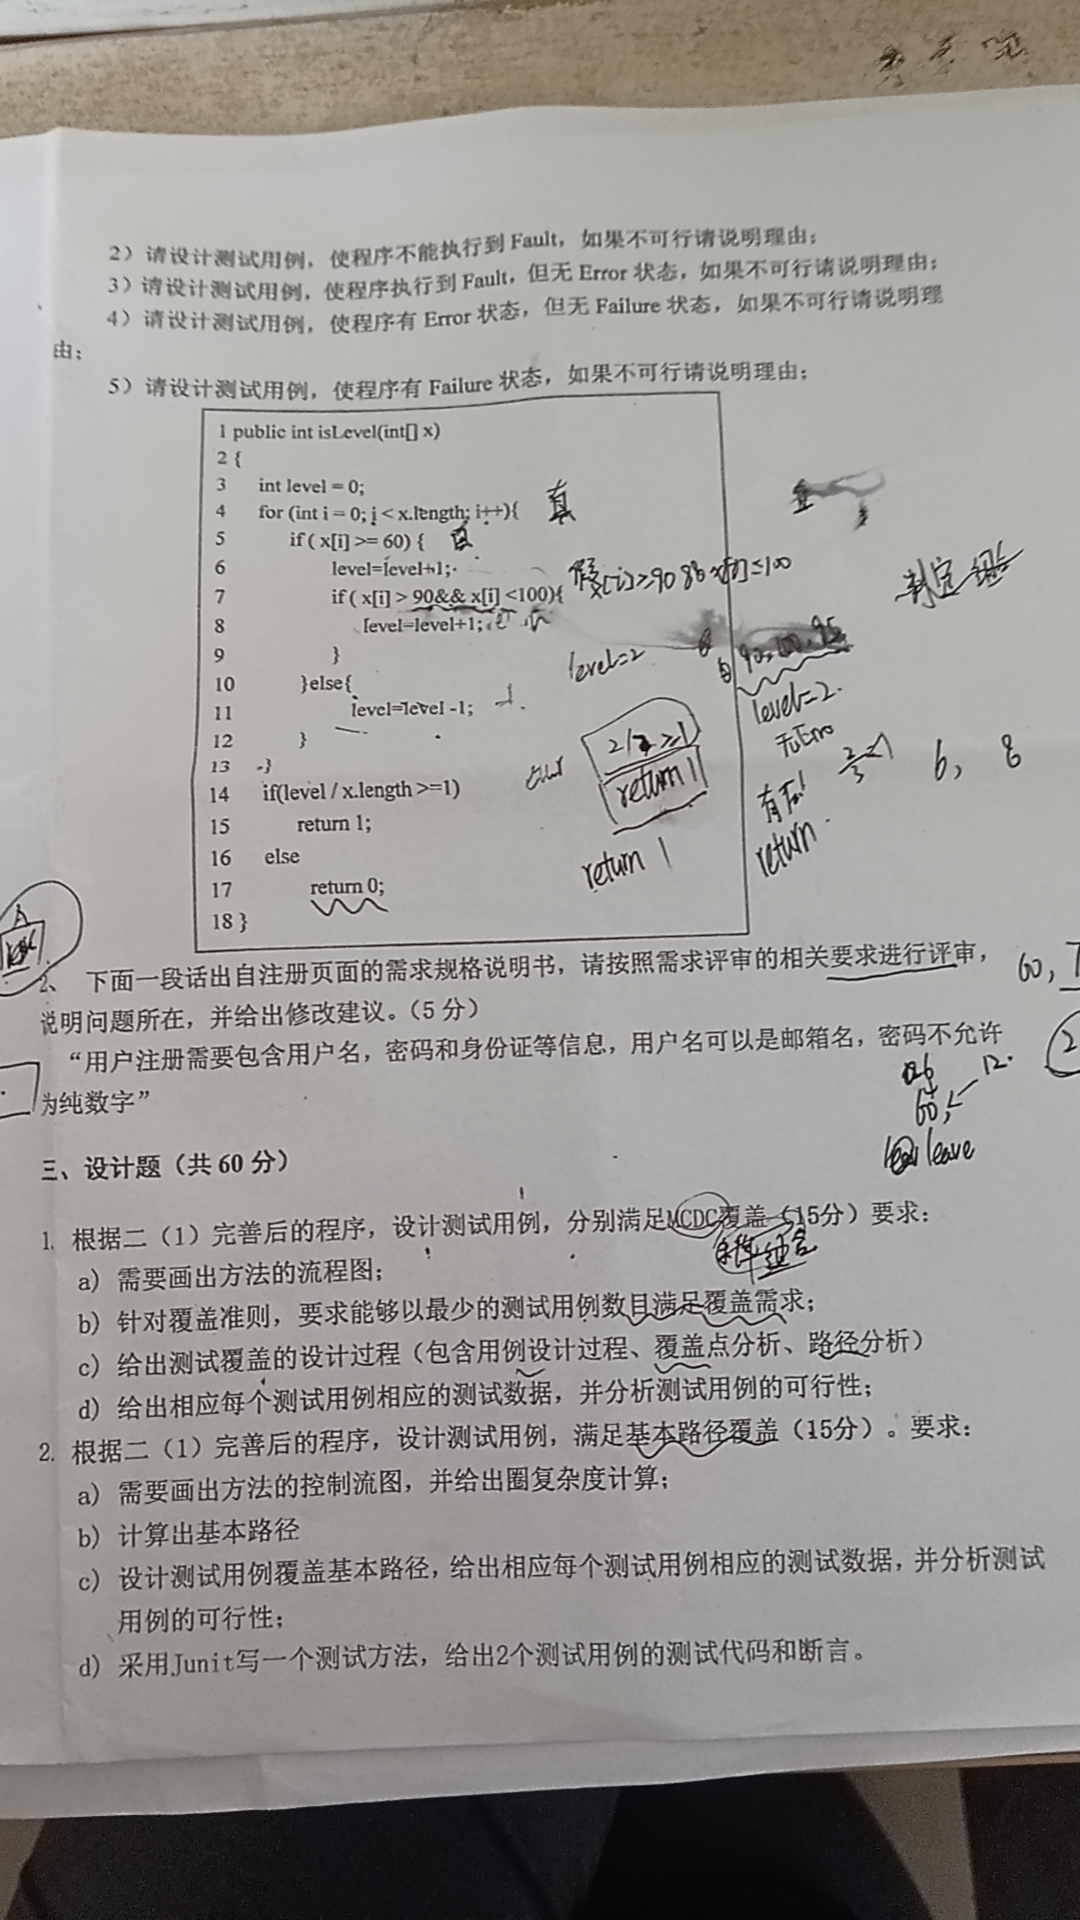 2）请设计测试用例，使程序不能执行到 Fault，如果不可行请说明理由；
3）请设计测试用例，使程序执行到 Fault，但无 Error 状态，如果不可行请说明理由；
4）请设计测试用例，使程序有 Error 状态，但无 Failure 状态，如果不可行请说明理
由；
5）请设计测试用例，使程序有 Failure 状态，如果不可行请说明理由；
1 public int isLevel(int[] x)
2 {
3 int level = 0;
4 for (int i = 0; i < x.length; i++){ 真
5 if ( x[i] >= 60) {
6 level=level+1;
7 if ( x[i] > 90&& x[i] <100){ x[i]>=90 && x[i]≤100
8 level=level+1;
9 }
level=2
90,100,95
10 }else{
11 level=level -1;
level=2.
12 }
无Erro
13 }
14 if(level / x.length >=1)
2/2≥1
return 1
2/3<1
6, 8
15 return 1;
16 else
return 1
return
17 return 0;
18 }
2、 下面一段话出自注册页面的需求规格说明书，请按照需求评审的相关要求进行评审，
60,
说明问题所在，并给出修改建议。（5 分）
“用户注册需要包含用户名，密码和身份证等信息，用户名可以是邮箱名，密码不允许
为纯数字”
12.
60,
leave
2
三、设计题（共 60 分）
1. 根据二（1）完善后的程序，设计测试用例，分别满足MCDC覆盖（15分）要求：
条件组合
a) 需要画出方法的流程图；
b) 针对覆盖准则，要求能够以最少的测试用例数目满足覆盖需求；
c) 给出测试覆盖的设计过程（包含用例设计过程、覆盖点分析、路径分析）
d) 给出相应每个测试用例相应的测试数据，并分析测试用例的可行性；
2. 根据二（1）完善后的程序，设计测试用例，满足基本路径覆盖（15分）。要求：
a) 需要画出方法的控制流图，并给出圈复杂度计算；
b) 计算出基本路径
c) 设计测试用例覆盖基本路径，给出相应每个测试用例相应的测试数据，并分析测试
用例的可行性；
d) 采用Junit写一个测试方法，给出2个测试用例的测试代码和断言。